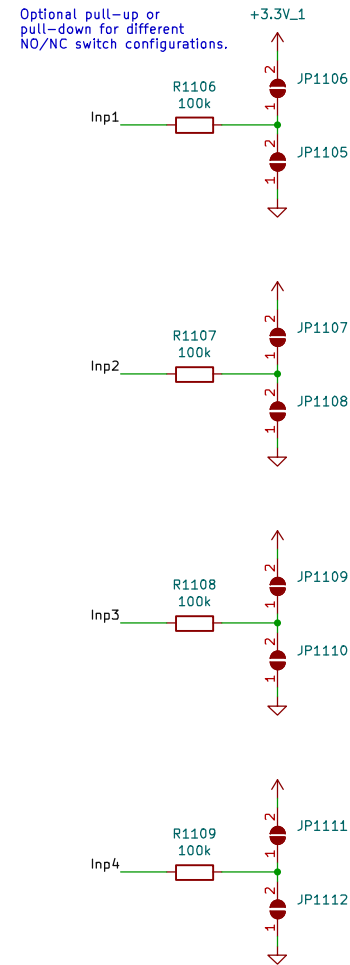 Optional pull-up or
pull-down for different
NO/NC switch configurations.
+3.3V_1
2
JP1106
1
R1106
100k
Inp1
2
JP1105
1
2
JP1107
1
R1107
100k
Inp2
2
JP1108
1
2
JP1109
1
R1108
100k
Inp3
2
JP1110
1
2
JP1111
1
R1109
100k
Inp4
2
JP1112
1